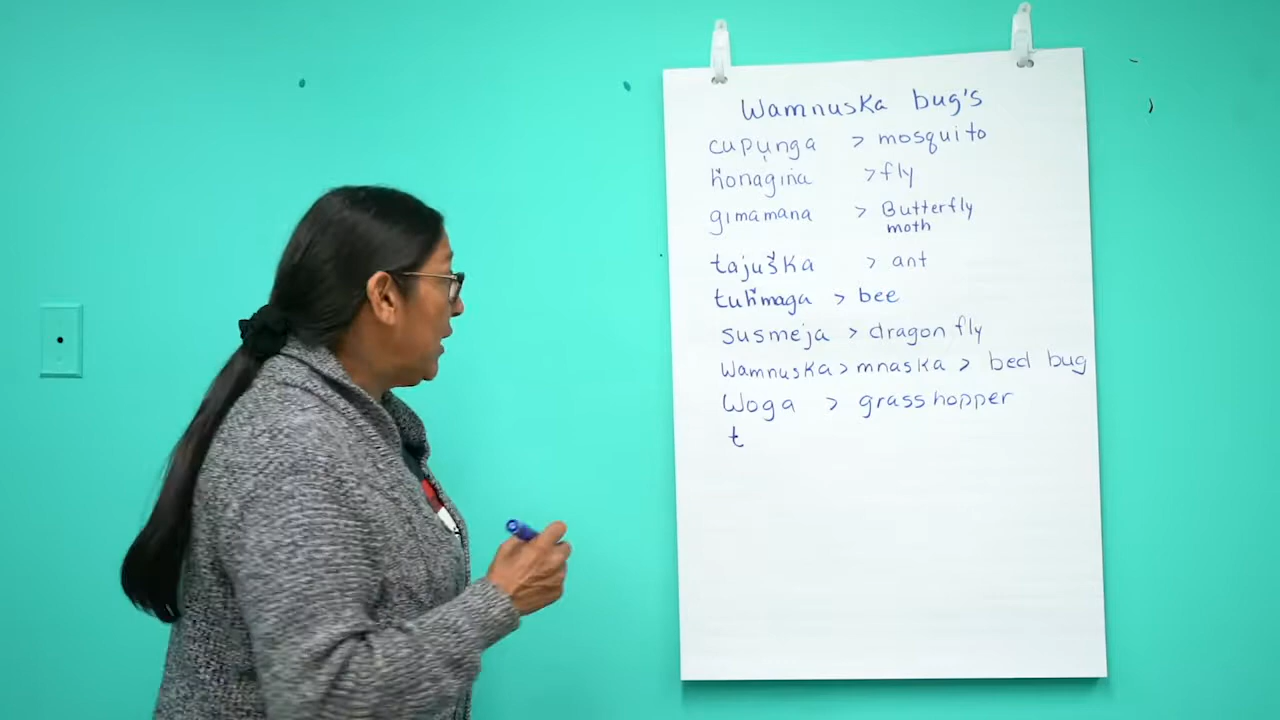 Wamnuska bug's
cupụnga > mosquito
ȟonagina > fly
gimamana > Butterfly
moth
tajuška > ant
tuȟmaga > bee
susmeja > dragon fly
Wamnuska > mnaska > bed bug
Woga > grasshopper
t